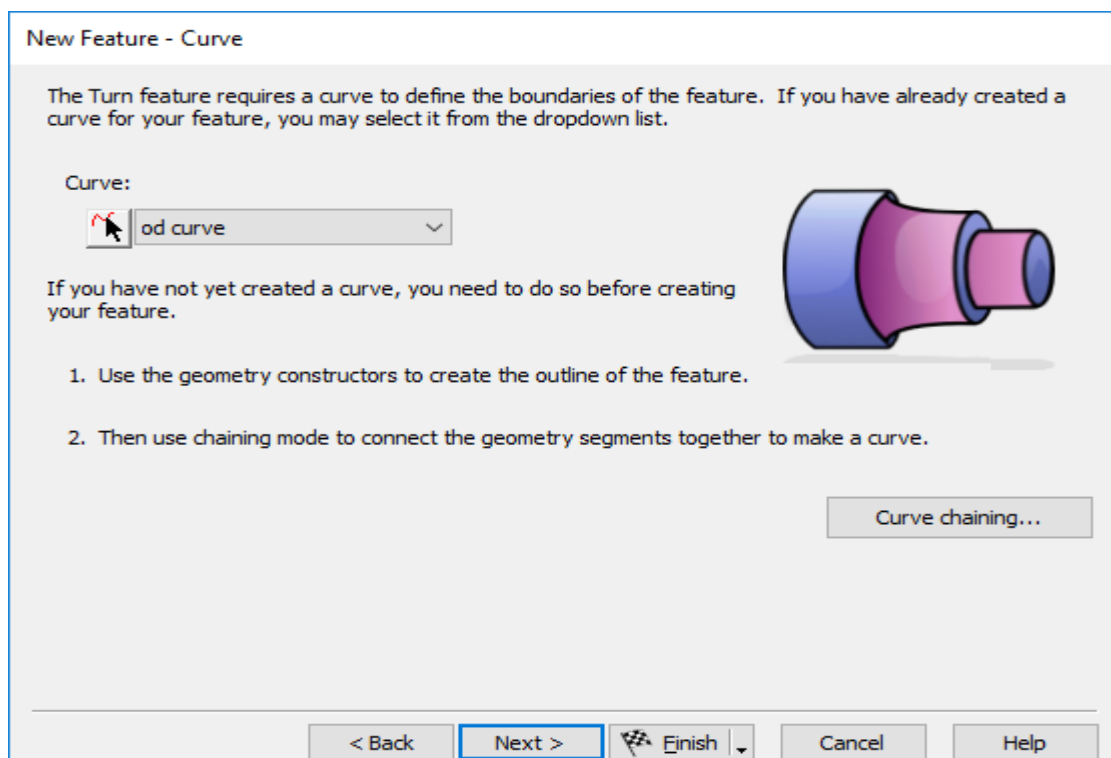 New Feature - Curve
The Turn feature requires a curve to define the boundaries of the feature.  If you have already created a
curve for your feature, you may select it from the dropdown list.
Curve:
od curve
If you have not yet created a curve, you need to do so before creating
your feature.
1.  Use the geometry constructors to create the outline of the feature.
2.  Then use chaining mode to connect the geometry segments together to make a curve.
Curve chaining...
< Back
Next >
Finish
Cancel
Help